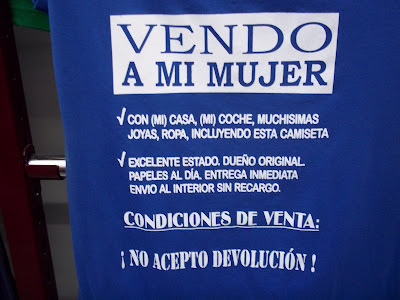 VENDO
A MI MUJER
✓ CON (MI) CASA, (MI) COCHE, MUCHISIMAS
JOYAS, ROPA, INCLUYENDO ESTA CAMISETA
✓ EXCELENTE ESTADO. DUEÑO ORIGINAL.
PAPELES AL DÍA. ENTREGA INMEDIATA
ENVIO AL INTERIOR SIN RECARGO.
CONDICIONES DE VENTA:
¡ NO ACEPTO DEVOLUCIÓN !